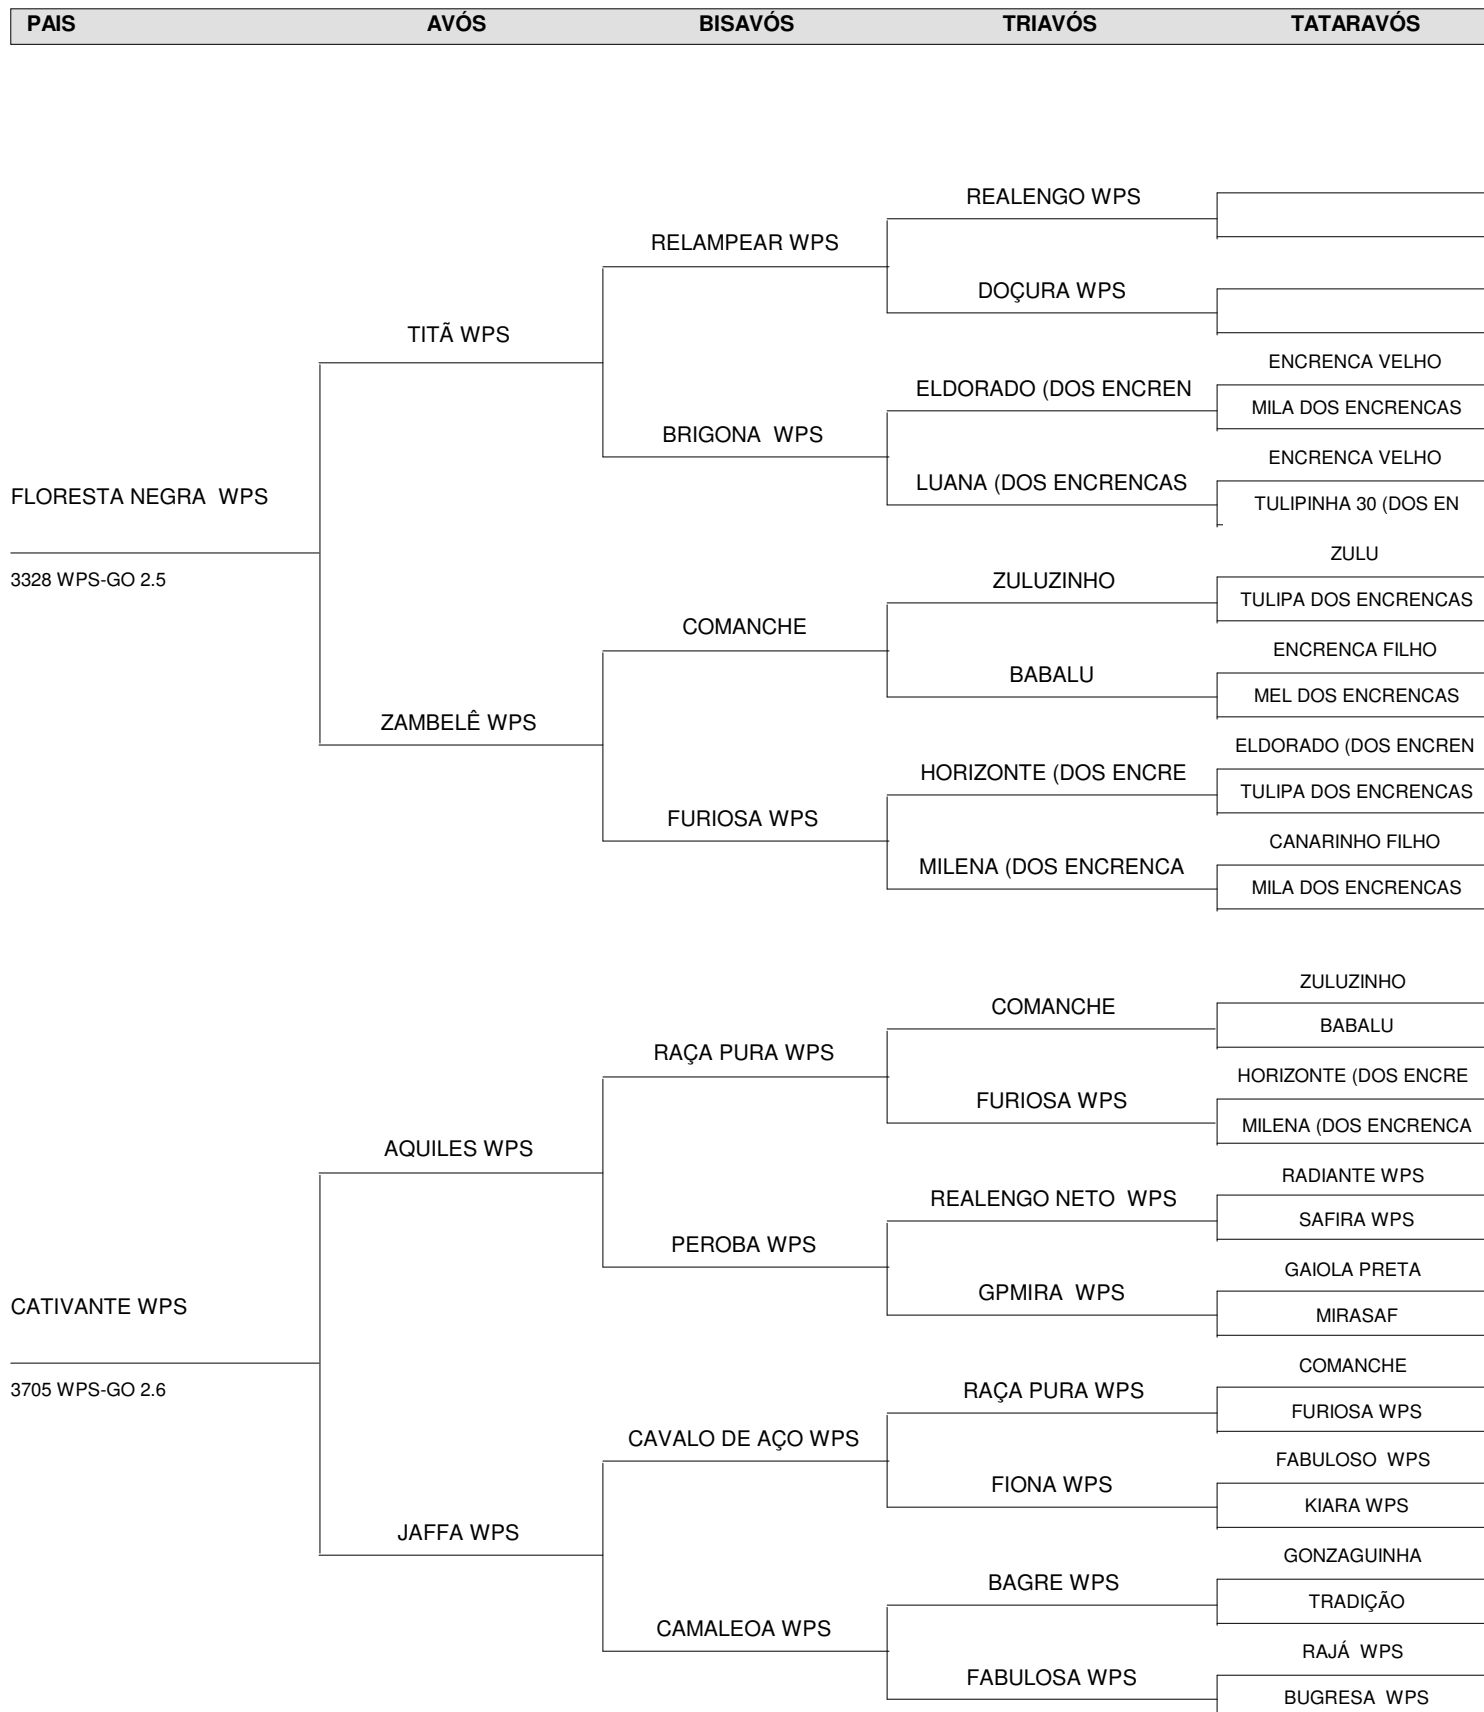 PAIS AVÓS BISAVÓS TRIAVÓS TATARAVÓS
REALENGO WPS
RELAMPEAR WPS
DOÇURA WPS
TITÃ WPS
ENCRENCA VELHO
ELDORADO (DOS ENCREN
MILA DOS ENCRENCAS
BRIGONA  WPS
ENCRENCA VELHO
LUANA (DOS ENCRENCAS
FLORESTA NEGRA  WPS
TULIPINHA 30 (DOS EN
ZULU
3328 WPS-GO 2.5
ZULUZINHO
TULIPA DOS ENCRENCAS
COMANCHE
ENCRENCA FILHO
BABALU
MEL DOS ENCRENCAS
ZAMBELÊ WPS
ELDORADO (DOS ENCREN
HORIZONTE (DOS ENCRE
TULIPA DOS ENCRENCAS
FURIOSA WPS
CANARINHO FILHO
MILENA (DOS ENCRENCA
MILA DOS ENCRENCAS
ZULUZINHO
COMANCHE
BABALU
RAÇA PURA WPS
HORIZONTE (DOS ENCRE
FURIOSA WPS
MILENA (DOS ENCRENCA
AQUILES WPS
RADIANTE WPS
REALENGO NETO  WPS
SAFIRA WPS
PEROBA WPS
GAIOLA PRETA
GPMIRA  WPS
CATIVANTE WPS
MIRASAF
COMANCHE
3705 WPS-GO 2.6
RAÇA PURA WPS
FURIOSA WPS
CAVALO DE AÇO WPS
FABULOSO  WPS
FIONA WPS
KIARA WPS
JAFFA WPS
GONZAGUINHA
BAGRE WPS
TRADIÇÃO
CAMALEOA WPS
RAJÁ  WPS
FABULOSA WPS
BUGRESA  WPS